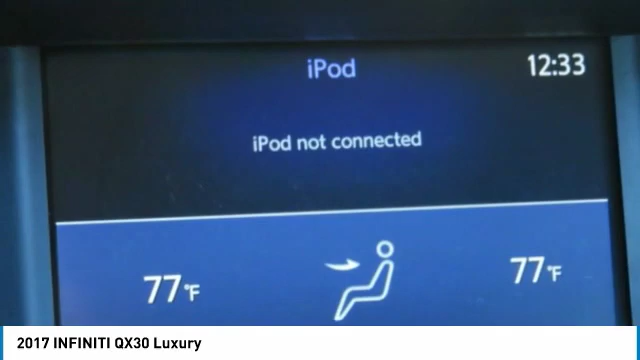 iPod 12:33
iPod not connected
77°F 77°F
2017 INFINITI QX30 Luxury